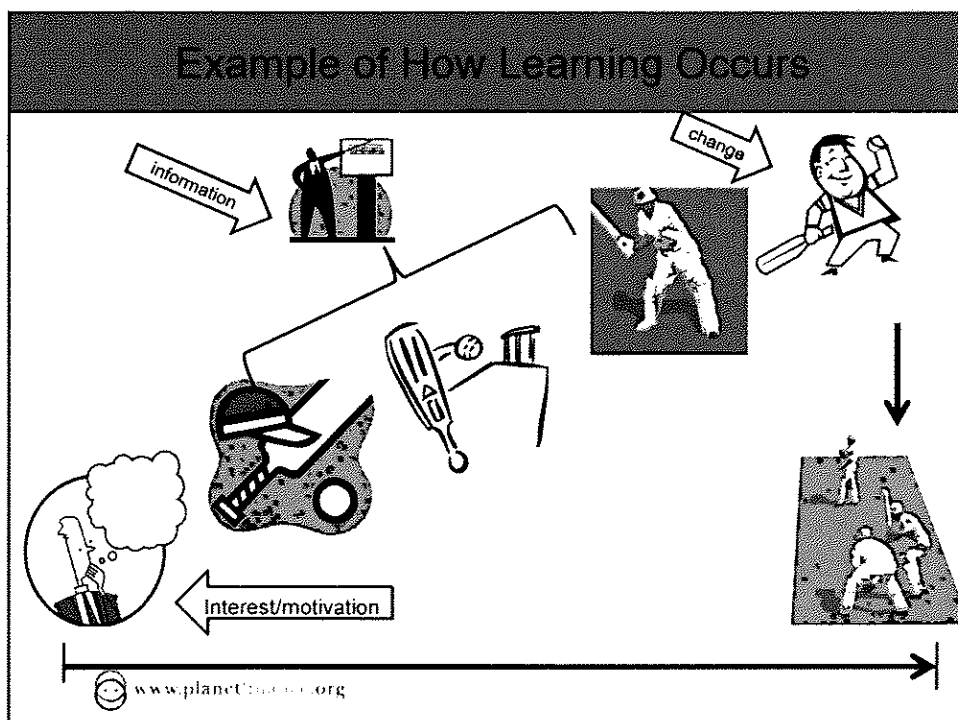 Example of How Learning Occurs
information
change
Interest/motivation